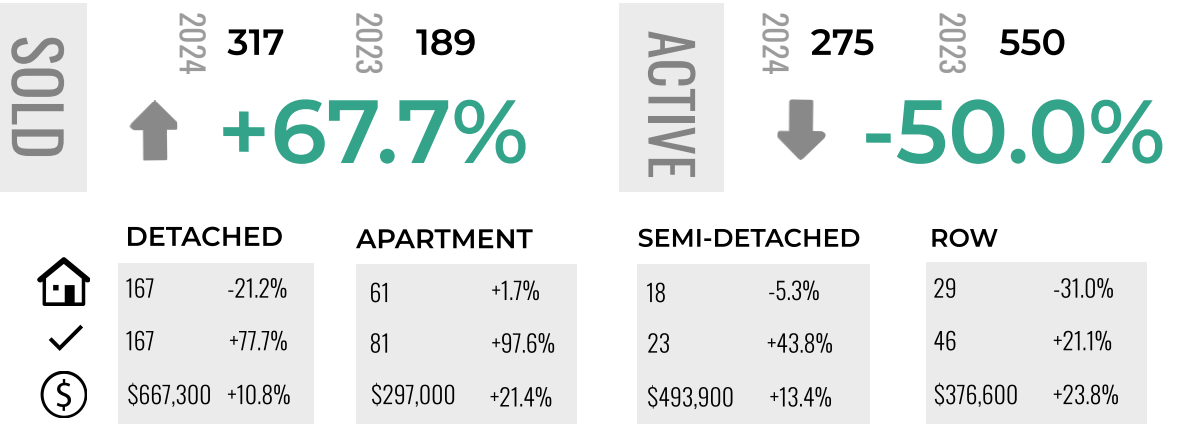 SOLD
2024 317 2023 189
+67.7%
ACTIVE
2024 275 2023 550
-50.0%
DETACHED APARTMENT SEMI-DETACHED ROW
167 -21.2% 61 +1.7% 18 -5.3% 29 -31.0%
167 +77.7% 81 +97.6% 23 +43.8% 46 +21.1%
$ $667,300 +10.8% $297,000 +21.4% $493,900 +13.4% $376,600 +23.8%